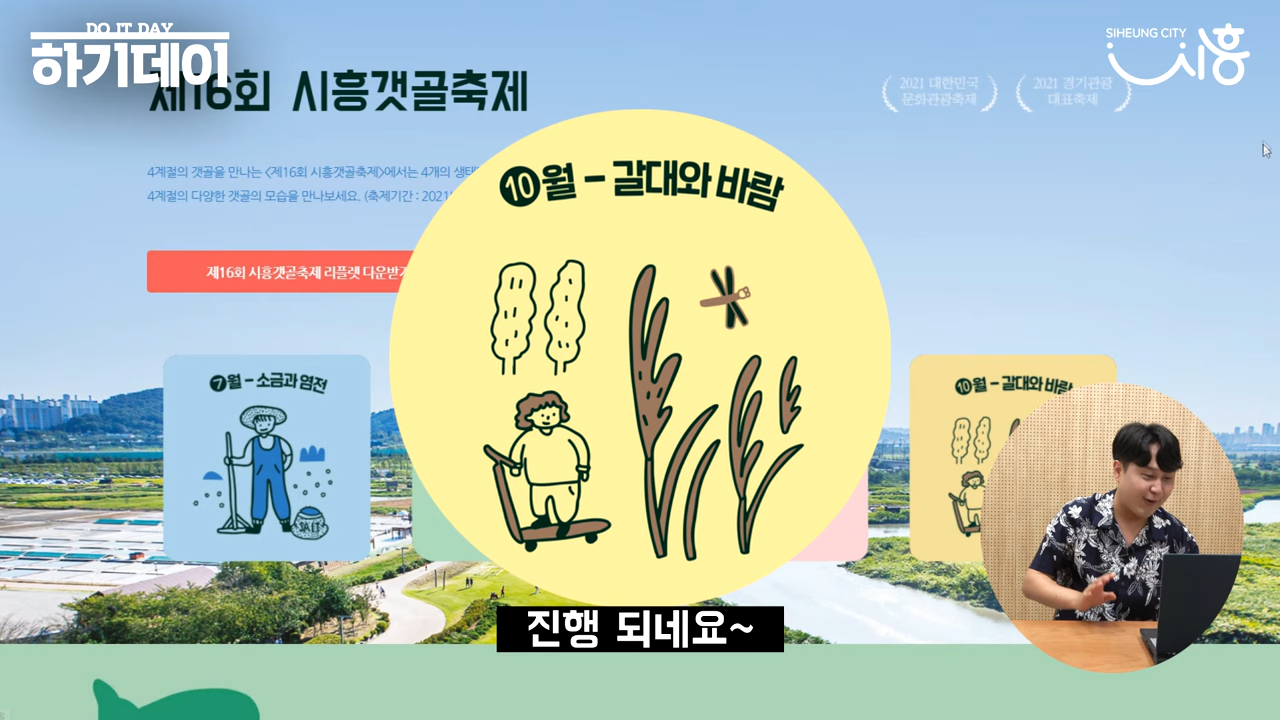 DO IT DAY
하기데이
SIHEUNG CITY
시흥
제16회 시흥갯골축제
2021 대한민국
문화관광축제
2021 경기관광
대표축제
4계절의 갯골을 만나는 <제16회 시흥갯골축제>에서는 4개의 생태
4계절의 다양한 갯골의 모습을 만나보세요. (축제기간 : 2021
제16회 시흥갯골축제 리플렛 다운받
10월 - 갈대와 바람
7월 - 소금과 염전
SALT
10월 - 갈대와 바람
진행 되네요~